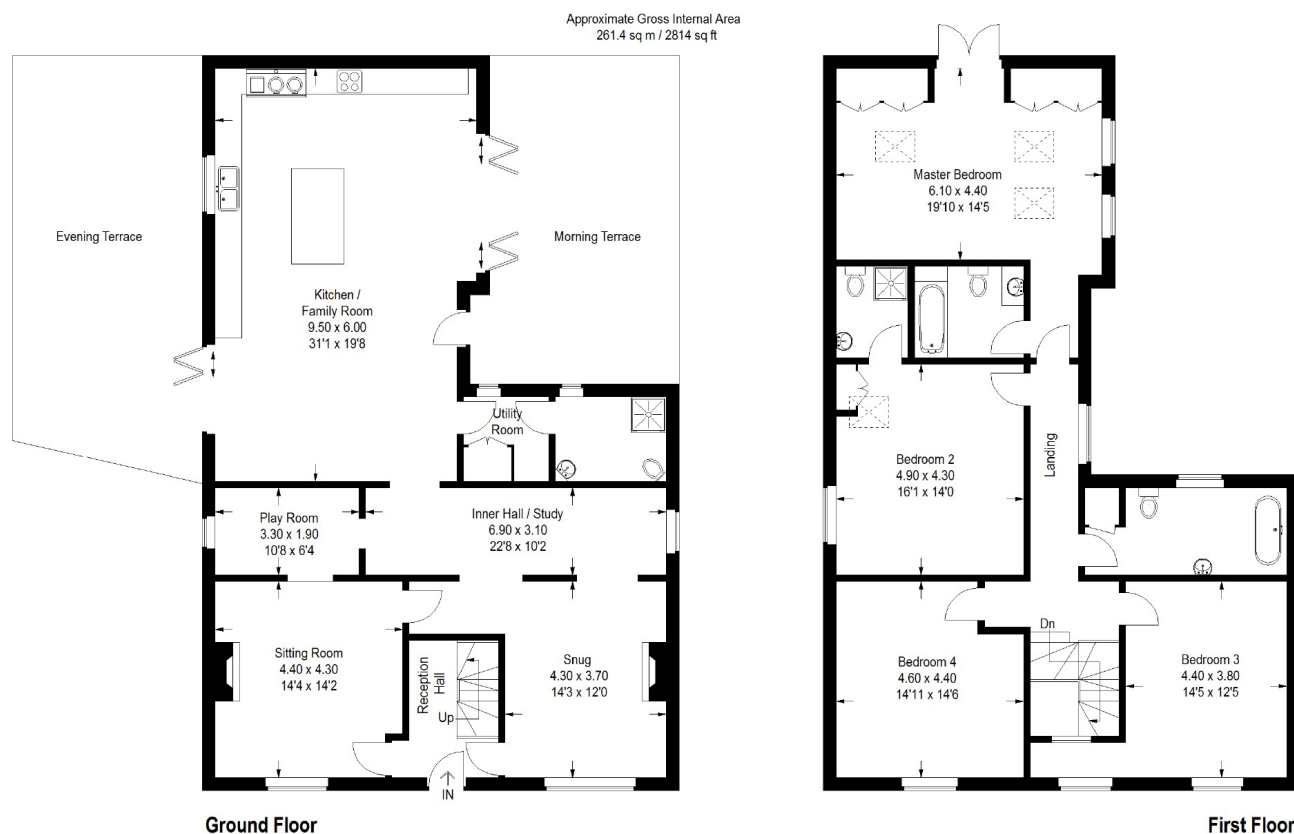 Approximate Gross Internal Area
261.4 sq m / 2814 sq ft
Evening Terrace
Morning Terrace
Kitchen /
Family Room
9.50 x 6.00
31'1 x 19'8
Utility
Room
Play Room
3.30 x 1.90
10'8 x 6'4
Inner Hall / Study
6.90 x 3.10
22'8 x 10'2
Sitting Room
4.40 x 4.30
14'4 x 14'2
Reception
Hall
Up
Snug
4.30 x 3.70
14'3 x 12'0
IN
Ground Floor
Master Bedroom
6.10 x 4.40
19'10 x 14'5
Bedroom 2
4.90 x 4.30
16'1 x 14'0
Landing
Dn
Bedroom 4
4.60 x 4.40
14'11 x 14'6
Bedroom 3
4.40 x 3.80
14'5 x 12'5
First Floor